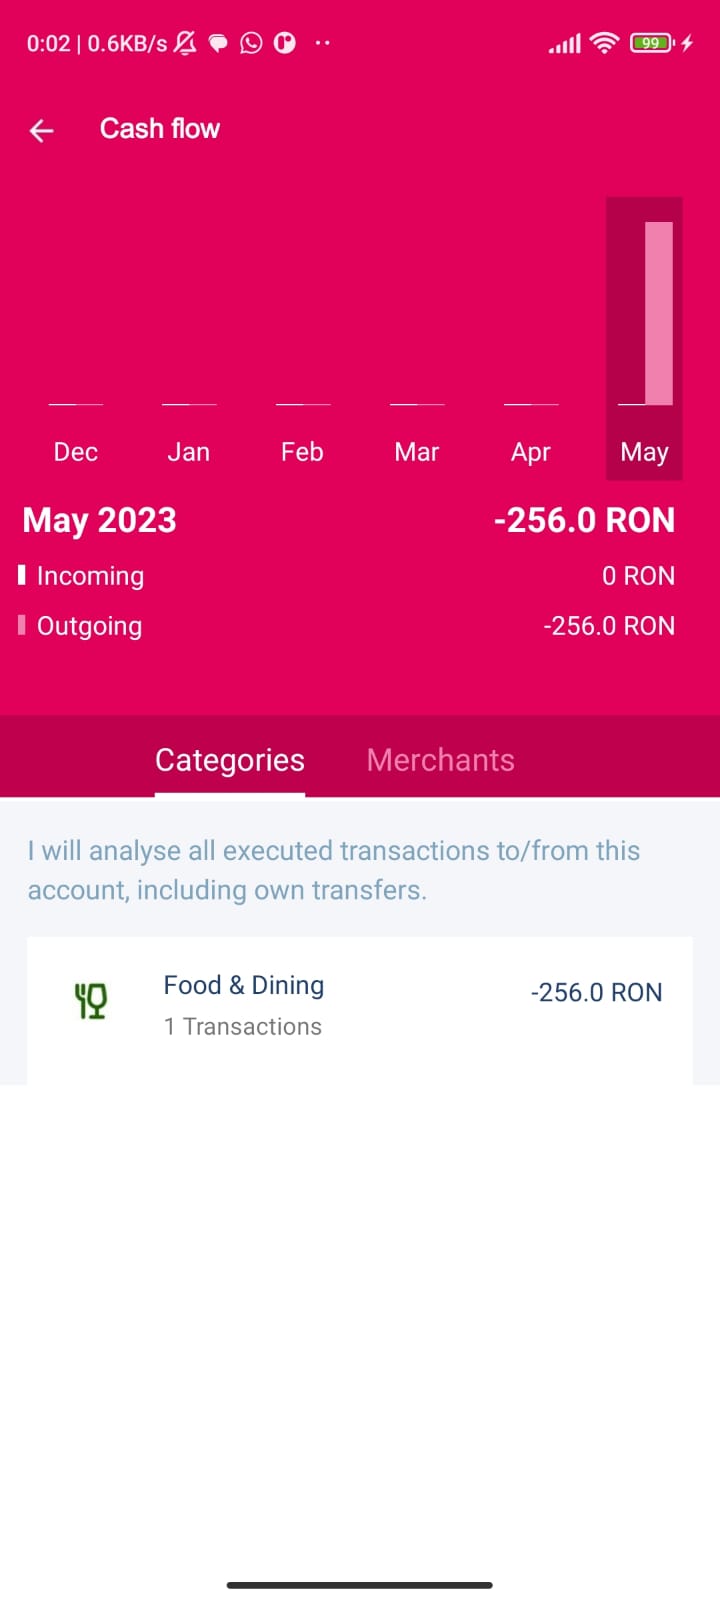 0:02 | 0.6KB/s 99
Cash flow
Dec Jan Feb Mar Apr May
May 2023 -256.0 RON
Incoming 0 RON
Outgoing -256.0 RON
Categories Merchants
I will analyse all executed transactions to/from this
account, including own transfers.
Food & Dining -256.0 RON
1 Transactions